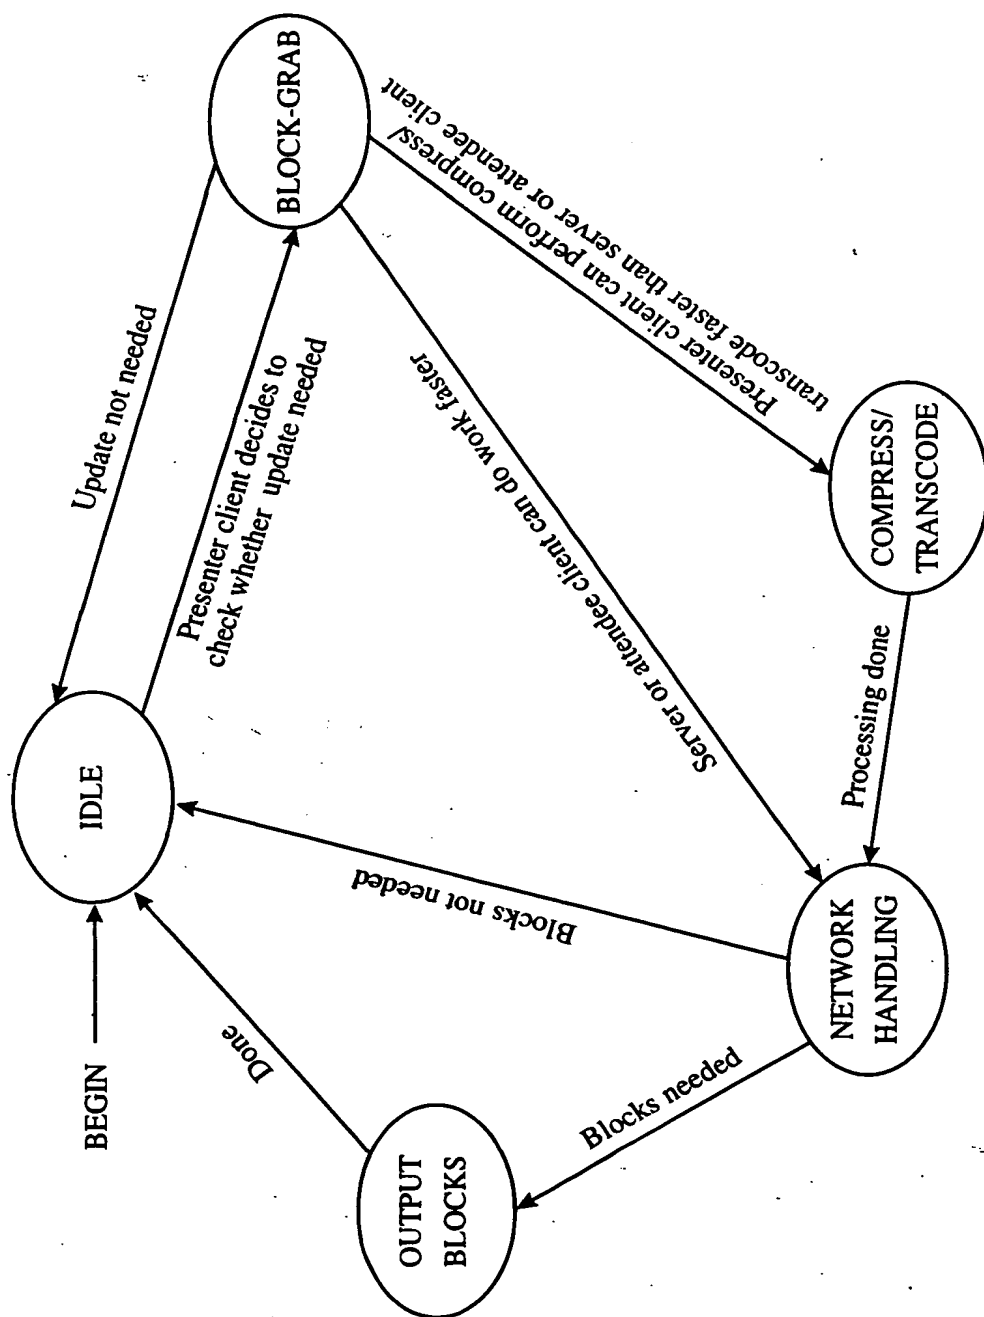 BEGIN
IDLE
Update not needed
Presenter client decides to
check whether update needed
BLOCK-GRAB
Done
Blocks not needed
Server or attendee client can do work faster
Presenter client can perform compress/
transcode faster than server or attendee client
OUTPUT
BLOCKS
Blocks needed
NETWORK
HANDLING
Processing done
COMPRESS/
TRANSCODE